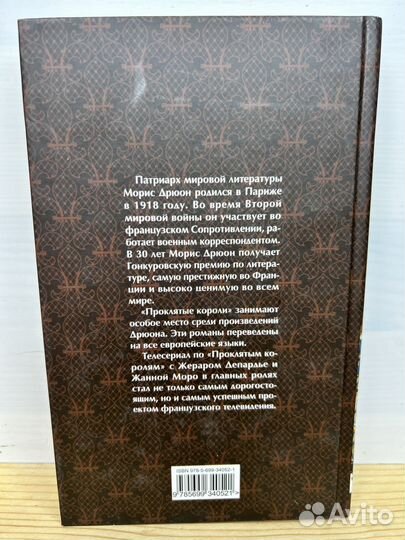 Патриарх мировой литературы
Морис Дрюон родился в Париже
в 1918 году. Во время Второй
мировой войны он участвует во
французском Сопротивлении, ра-
ботает военным корреспондентом.
В 30 лет Морис Дрюон получает
Гонкуровскую премию по литера-
туре, самую престижную во Фран-
ции и высоко ценимую во всем
мире.
«Проклятые короли» занимают
особое место среди произведений
Дрюона. Эти романы переведены
на все европейские языки.
Телесериал по «Проклятым ко-
ролям» с Жераром Депардье и
Жанной Моро в главных ролях
стал не только самым дорогосто-
ящим, но и самым успешным про-
ектом французского телевидения.
ISBN 978-5-699-34052-1
9 785699 340521 >
Avito